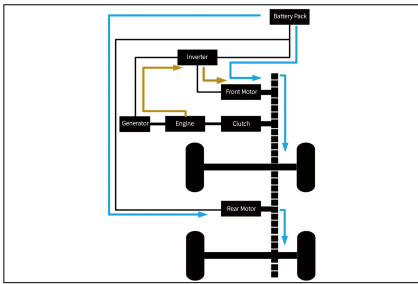 Battery Pack
Inverter
Front Motor
Generator
Engine
Clutch
Rear Motor